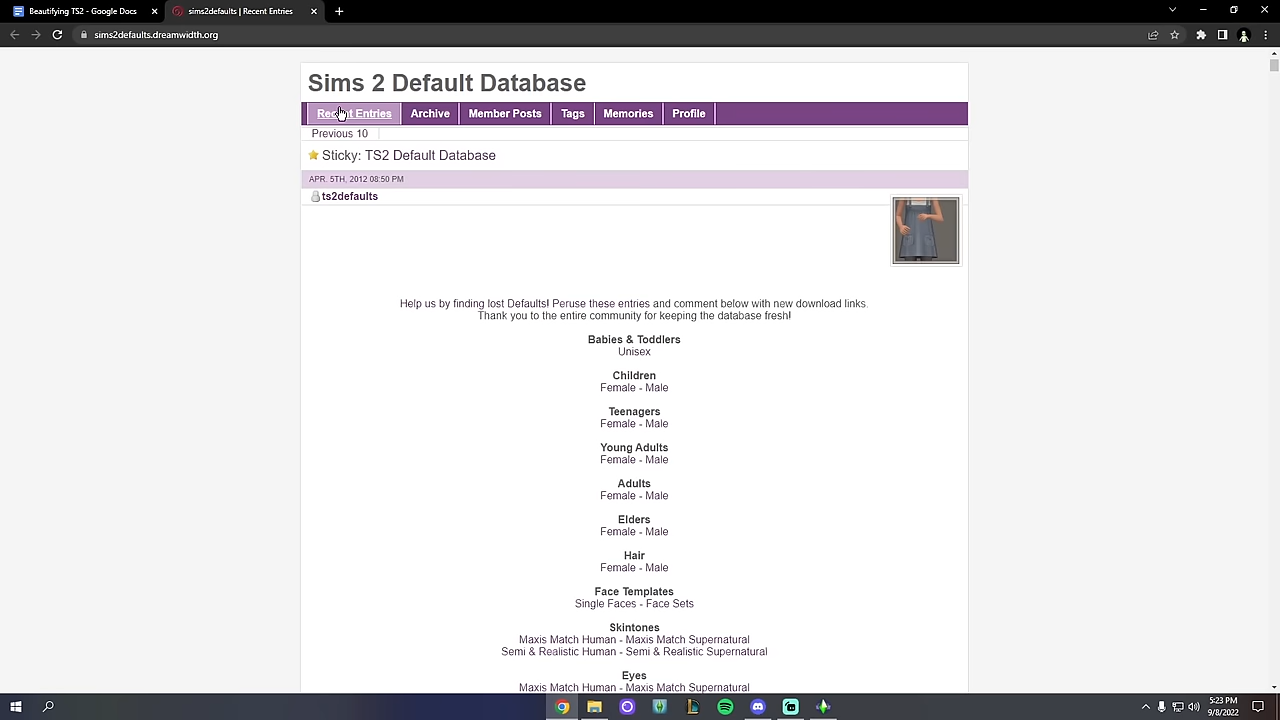 Beautifying TS2 - Google Docs
sims2defaults | Recent Entries
sims2defaults.dreamwidth.org
Sims 2 Default Database
Recent Entries Archive Member Posts Tags Memories Profile
Previous 10
Sticky: TS2 Default Database
APR. 5TH, 2012 08:50 PM
ts2defaults
Help us by finding lost Defaults! Peruse these entries and comment below with new download links.
Thank you to the entire community for keeping the database fresh!
Babies & Toddlers
Unisex
Children
Female - Male
Teenagers
Female - Male
Young Adults
Female - Male
Adults
Female - Male
Elders
Female - Male
Hair
Female - Male
Face Templates
Single Faces - Face Sets
Skintones
Maxis Match Human - Maxis Match Supernatural
Semi & Realistic Human - Semi & Realistic Supernatural
Eyes
Maxis Match Human - Maxis Match Supernatural
5:23 PM
9/8/2022